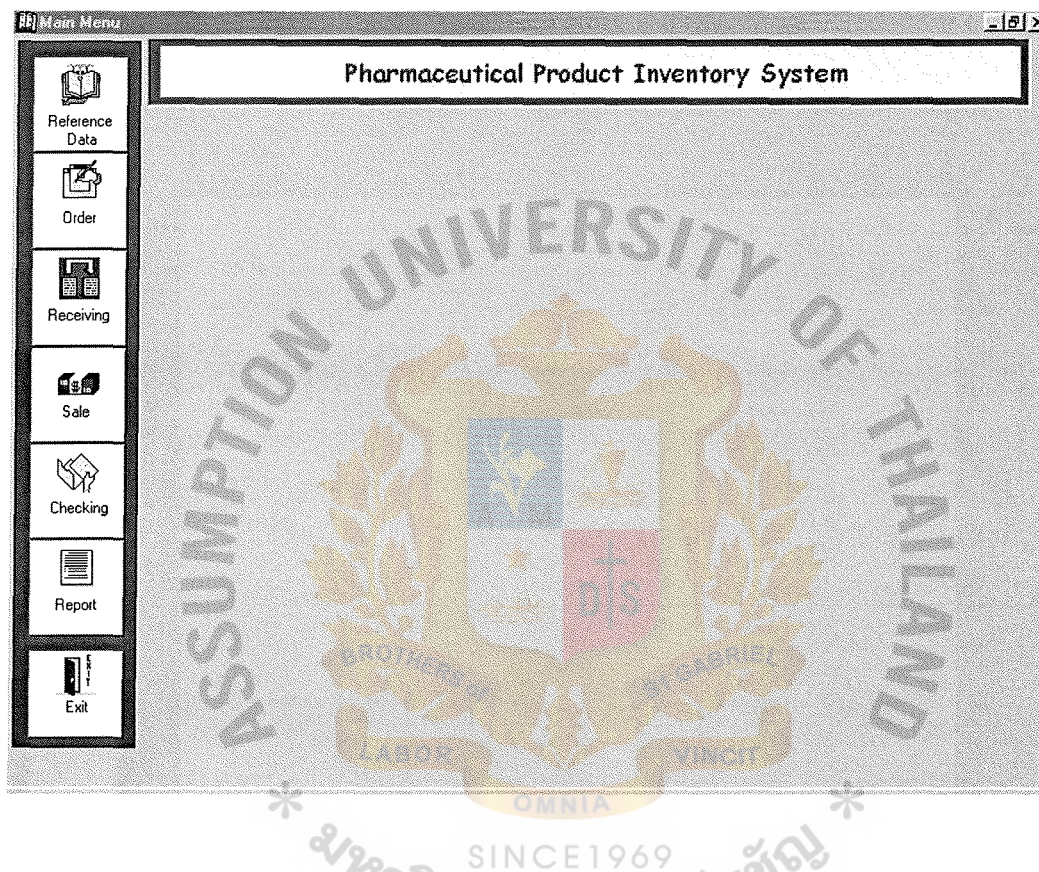 Main Menu
Pharmaceutical Product Inventory System
Reference
Data
Order
Receiving
Sale
Checking
Report
EXIT
Exit
ASSUMPTION UNIVERSITY OF THAILAND
A M
D S
BROTHERS of ST GABRIEL
LABOR VINCIT
OMNIA
SINCE1969